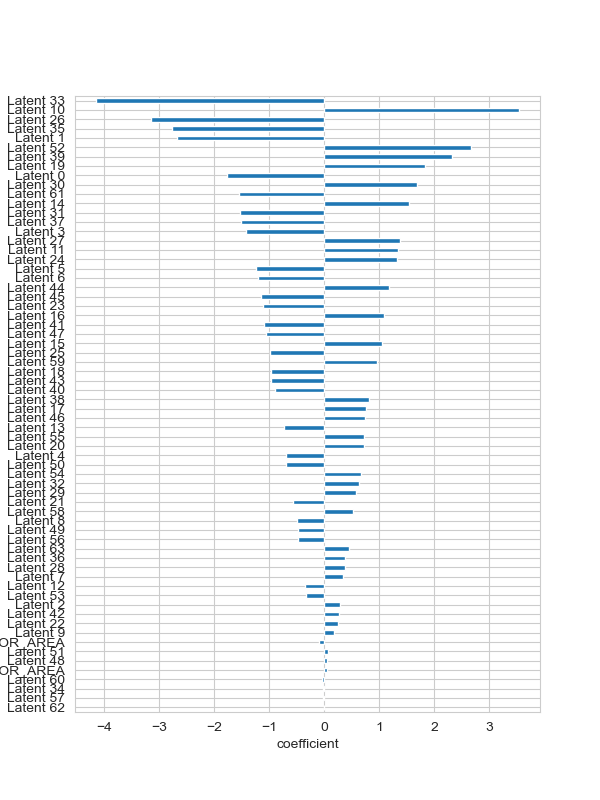 Latent 33
Latent 10
Latent 26
Latent 35
Latent 1
Latent 52
Latent 39
Latent 19
Latent 0
Latent 30
Latent 61
Latent 14
Latent 31
Latent 37
Latent 3
Latent 27
Latent 11
Latent 24
Latent 5
Latent 6
Latent 44
Latent 45
Latent 23
Latent 16
Latent 41
Latent 47
Latent 15
Latent 25
Latent 59
Latent 18
Latent 43
Latent 40
Latent 38
Latent 17
Latent 46
Latent 13
Latent 55
Latent 20
Latent 4
Latent 50
Latent 54
Latent 32
Latent 29
Latent 21
Latent 58
Latent 8
Latent 49
Latent 56
Latent 63
Latent 36
Latent 28
Latent 7
Latent 12
Latent 53
Latent 2
Latent 42
Latent 22
Latent 9
OR_AREA
Latent 51
Latent 48
OR_AREA
Latent 60
Latent 34
Latent 57
Latent 62
−4 −3 −2 −1 0 1 2 3
coefficient